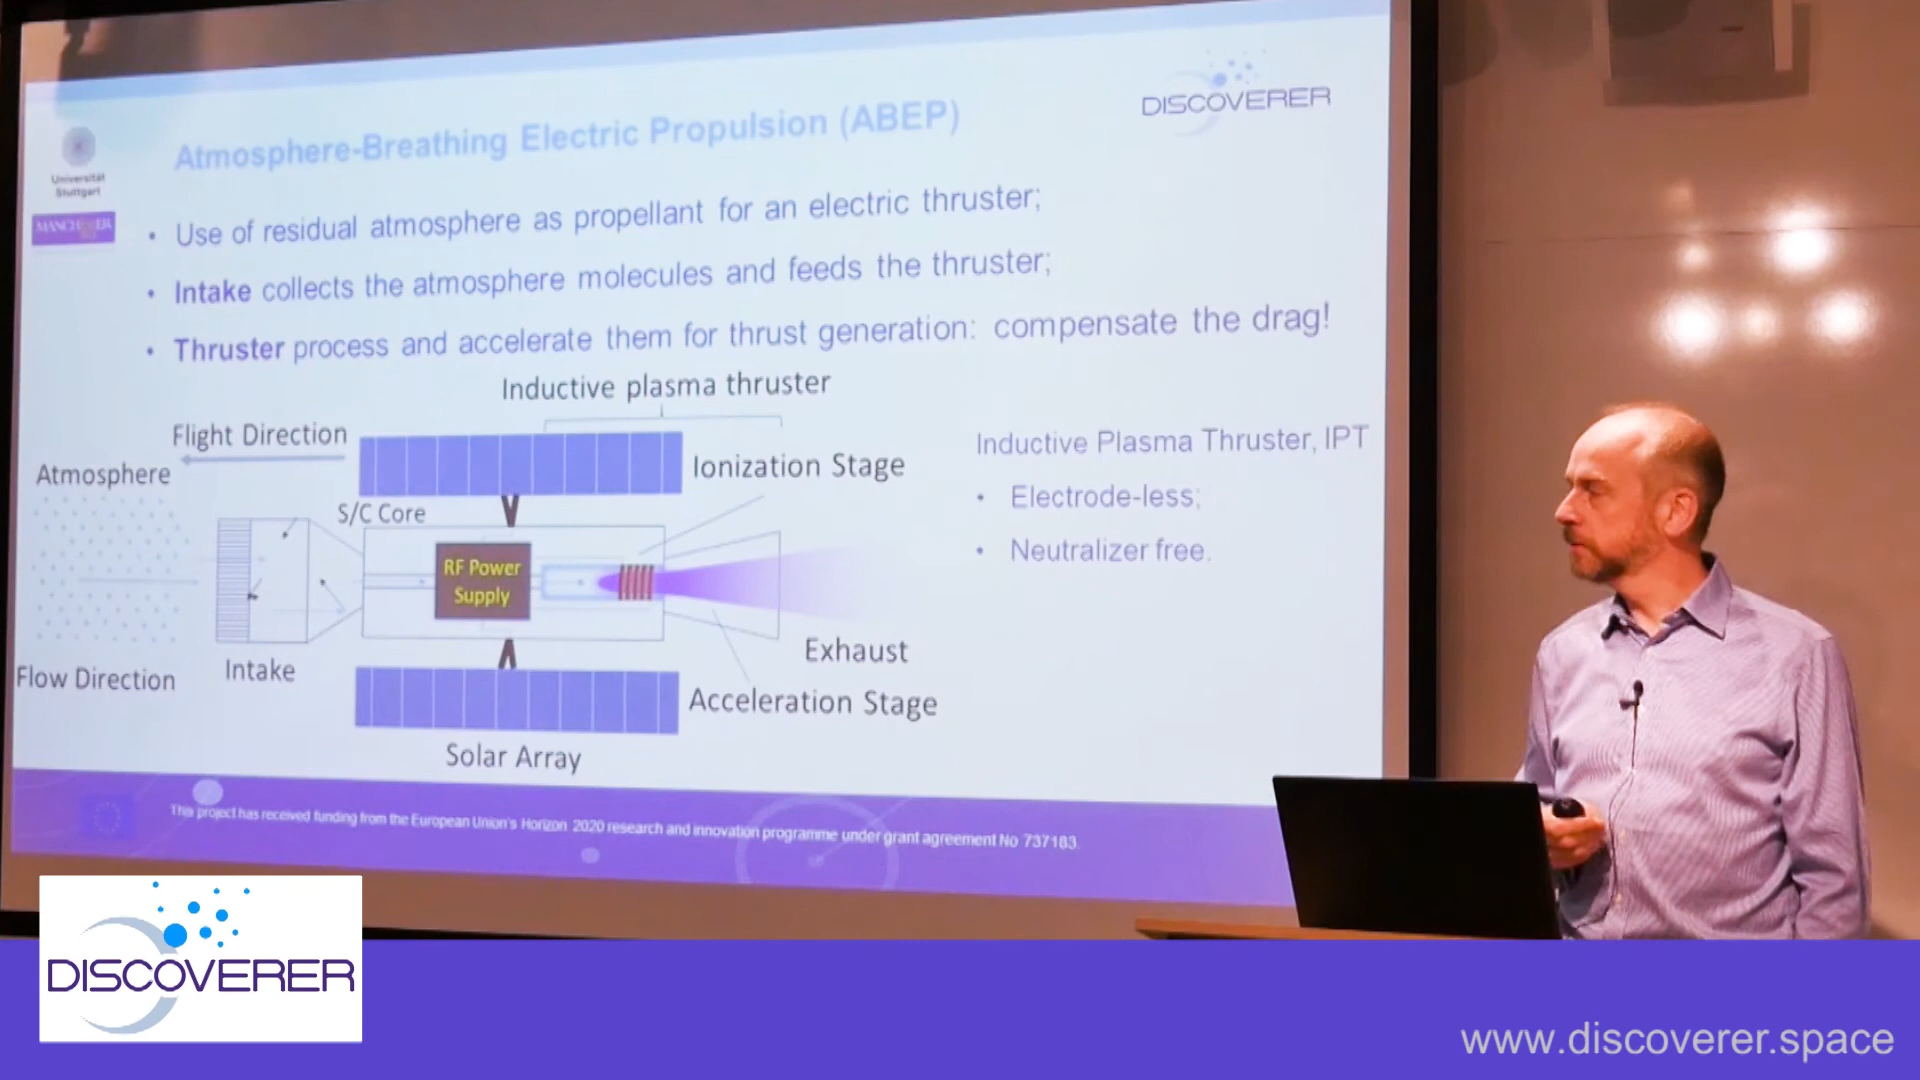 DISCOVERER
Atmosphere-Breathing Electric Propulsion (ABEP)
Universität
Stuttgart
MANCHESTER
• Use of residual atmosphere as propellant for an electric thruster;
• Intake collects the atmosphere molecules and feeds the thruster;
• Thruster process and accelerate them for thrust generation: compensate the drag!
Inductive plasma thruster
Flight Direction
Atmosphere
Ionization Stage
S/C Core
RF Power
Supply
Intake
Flow Direction
Exhaust
Acceleration Stage
Solar Array
Inductive Plasma Thruster, IPT
• Electrode-less;
• Neutralizer free.
This project has received funding from the European Union's Horizon 2020 research and innovation programme under grant agreement No 737183.
DISCOVERER
www.discoverer.space